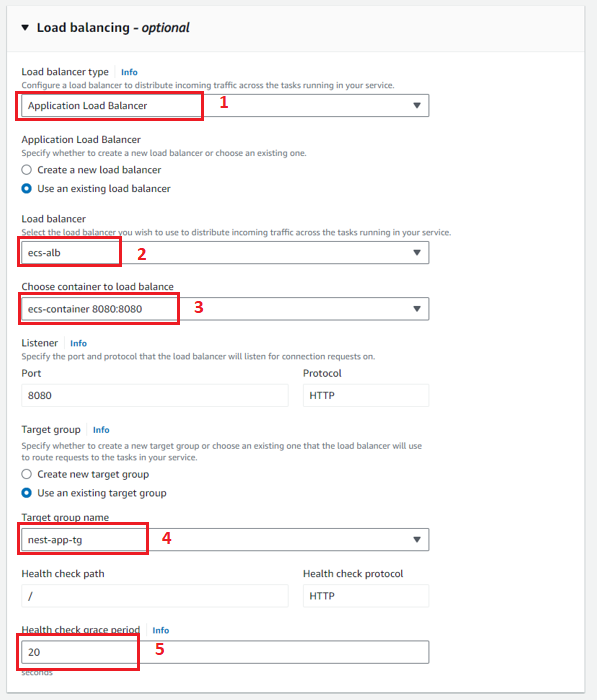 Load balancing - optional
Load balancer type Info
Configure a load balancer to distribute incoming traffic across the tasks running in your service.
Application Load Balancer 1
Application Load Balancer
Specify whether to create a new load balancer or choose an existing one.
Create a new load balancer
Use an existing load balancer
Load balancer
Select the load balancer you wish to use to distribute incoming traffic across the tasks running in your service.
ecs-alb 2
Choose container to load balance
ecs-container 8080:8080 3
Listener Info
Specify the port and protocol that the load balancer will listen for connection requests on.
Port Protocol
8080 HTTP
Target group Info
Specify whether to create a new target group or choose an existing one that the load balancer will use
to route requests to the tasks in your service.
Create new target group
Use an existing target group
Target group name
nest-app-tg 4
Health check path Health check protocol
/ HTTP
Health check grace period Info
20 5
seconds